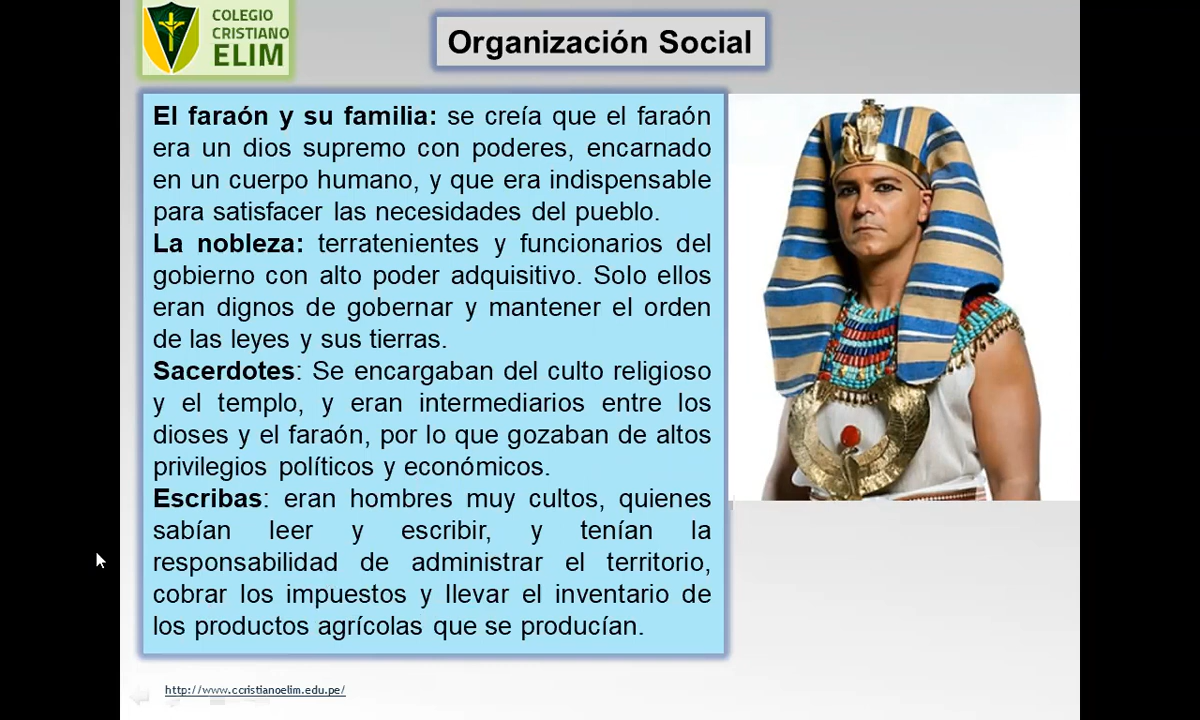 COLEGIO
CRISTIANO
ELIM
Organización Social
El faraón y su familia: se creía que el faraón
era un dios supremo con poderes, encarnado
en un cuerpo humano, y que era indispensable
para satisfacer las necesidades del pueblo.
La nobleza: terratenientes y funcionarios del
gobierno con alto poder adquisitivo. Solo ellos
eran dignos de gobernar y mantener el orden
de las leyes y sus tierras.
Sacerdotes: Se encargaban del culto religioso
y el templo, y eran intermediarios entre los
dioses y el faraón, por lo que gozaban de altos
privilegios políticos y económicos.
Escribas: eran hombres muy cultos, quienes
sabían leer y escribir, y tenían la
responsabilidad de administrar el territorio,
cobrar los impuestos y llevar el inventario de
los productos agrícolas que se producían.
http://www.ccristianoelim.edu.pe/